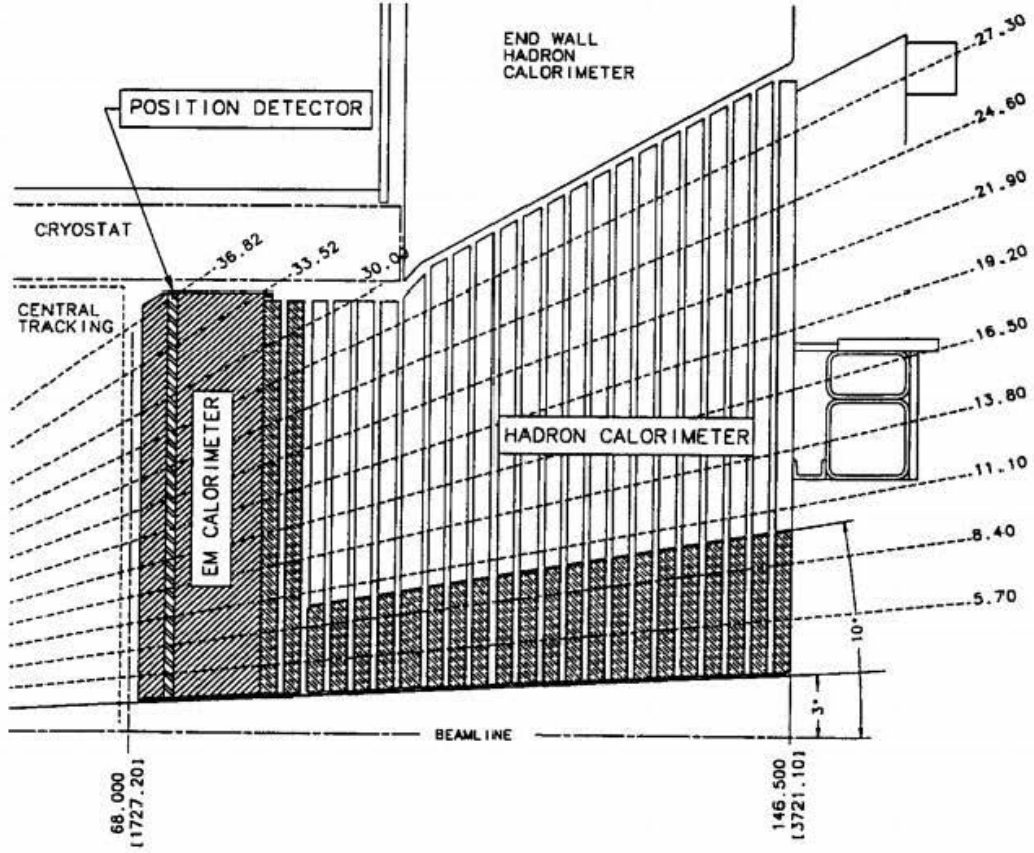 END WALL
HADRON
CALORIMETER
27.30
POSITION DETECTOR
24.60
21.90
CRYOSTAT
36.82
33.52
30.00
19.20
CENTRAL
TRACKING
16.50
13.80
EM CALORIMETER
HADRON CALORIMETER
11.10
8.40
5.70
10°
3°
BEAMLINE
68.000
[1727.20]
146.500
[3721.10]